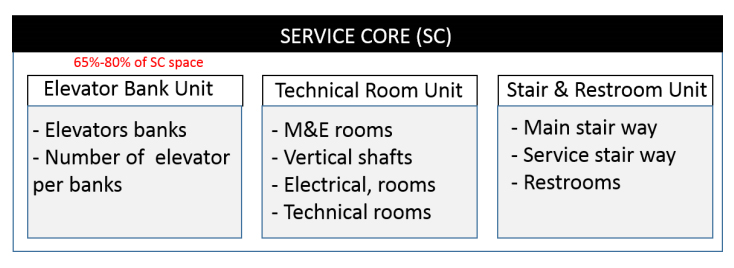 SERVICE CORE (SC)
65%-80% of SC space
Elevator Bank Unit
- Elevators banks
- Number of elevator
per banks
Technical Room Unit
- M&E rooms
- Vertical shafts
- Electrical, rooms
- Technical rooms
Stair & Restroom Unit
- Main stair way
- Service stair way
- Restrooms